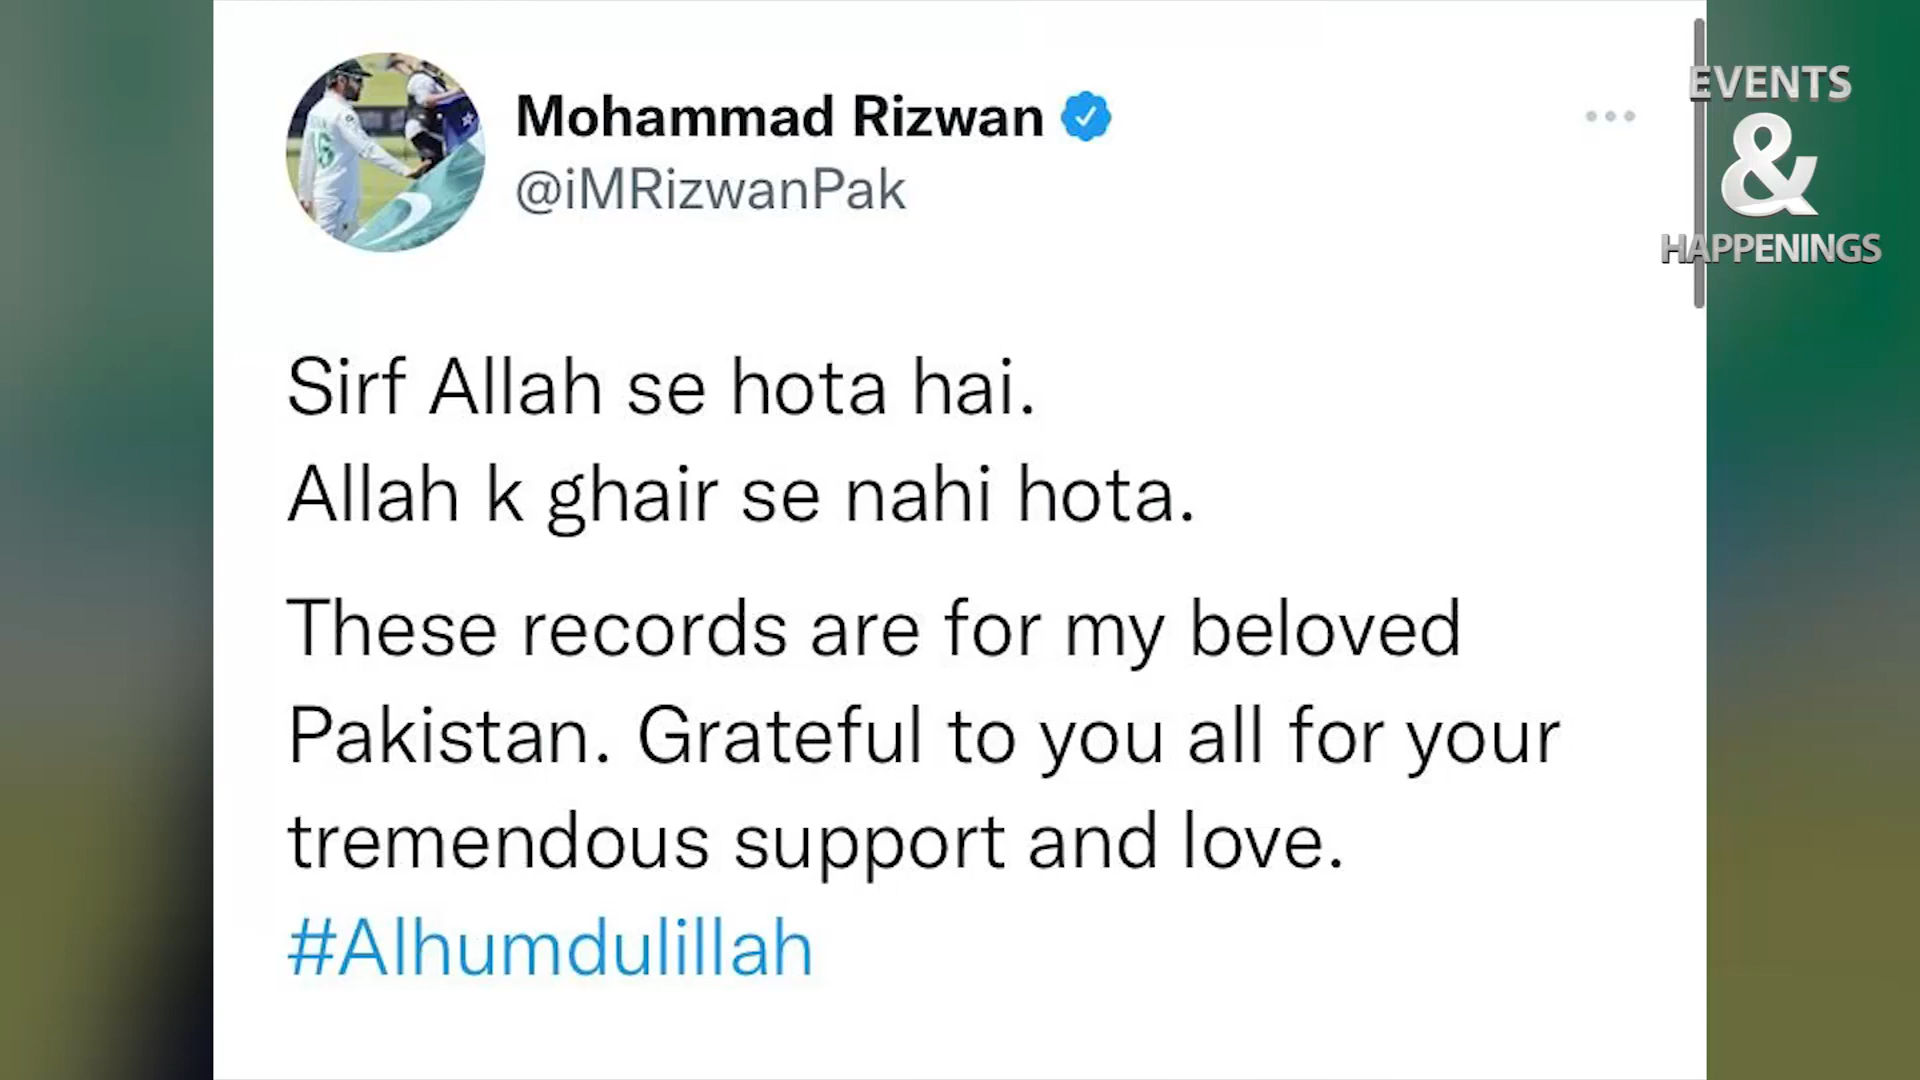 Mohammad Rizwan
@iMRizwanPak
EVENTS
&
HAPPENINGS
Sirf Allah se hota hai.
Allah k ghair se nahi hota.
These records are for my beloved
Pakistan. Grateful to you all for your
tremendous support and love.
#Alhumdulillah